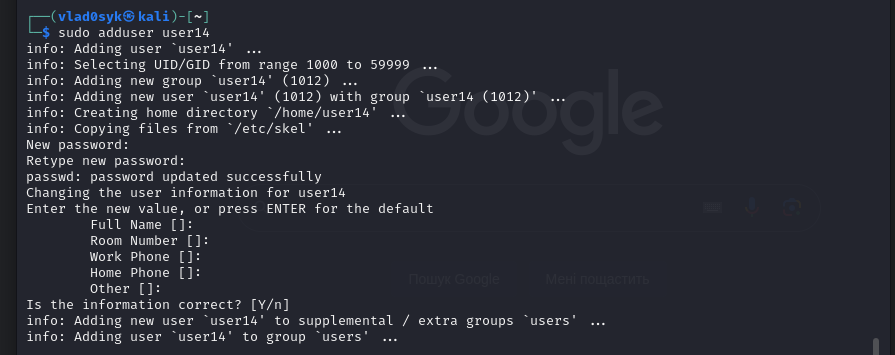 ┌──(vlad0syk㉿kali)-[~]
└─$ sudo adduser user14
info: Adding user `user14' ...
info: Selecting UID/GID from range 1000 to 59999 ...
info: Adding new group `user14' (1012) ...
info: Adding new user `user14' (1012) with group `user14 (1012)' ...
info: Creating home directory `/home/user14' ...
info: Copying files from `/etc/skel' ...
New password:
Retype new password:
passwd: password updated successfully
Changing the user information for user14
Enter the new value, or press ENTER for the default
Full Name []:
Room Number []:
Work Phone []:
Home Phone []:
Other []:
Is the information correct? [Y/n]
info: Adding new user `user14' to supplemental / extra groups `users' ...
info: Adding user `user14' to group `users' ...
Google
Пошук Google
Мені пощастить